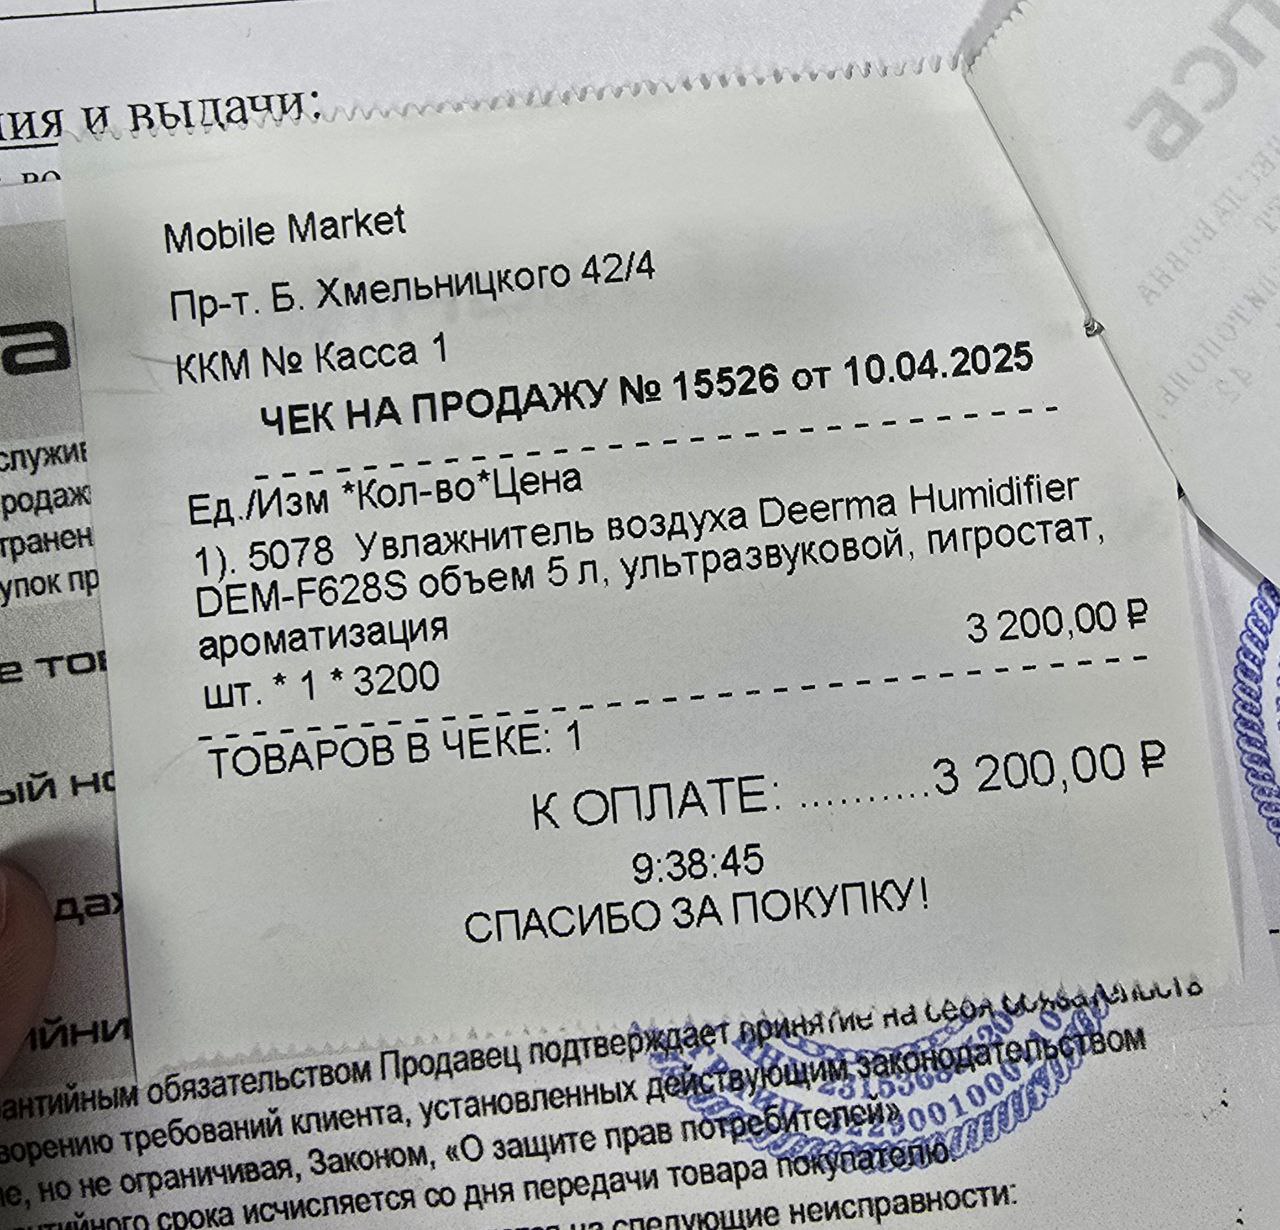 ния и выдачи:
Mobile Market
Пр-т. Б. Хмельницкого 42/4
ККМ № Касса 1
ЧЕК НА ПРОДАЖУ № 15526 от 10.04.2025
Ед./Изм *Кол-во*Цена
1). 5078 Увлажнитель воздуха Deerma Humidifier
DEM-F628S объем 5 л, ультразвуковой, гигростат,
ароматизация
3 200,00 ₽
шт. * 1 * 3200
ТОВАРОВ В ЧЕКЕ: 1
К ОПЛАТЕ: ..........3 200,00 ₽
9:38:45
СПАСИБО ЗА ПОКУПКУ!
антийным обязательством Продавец подтверждает принятие на себя
ворению требований клиента, установленных действующим законодательством
ле, но не ограничивая, Законом, «О защите прав потребителей»
нтийного срока исчисляется со дня передачи товара покупателю.
на следующие неисправности: